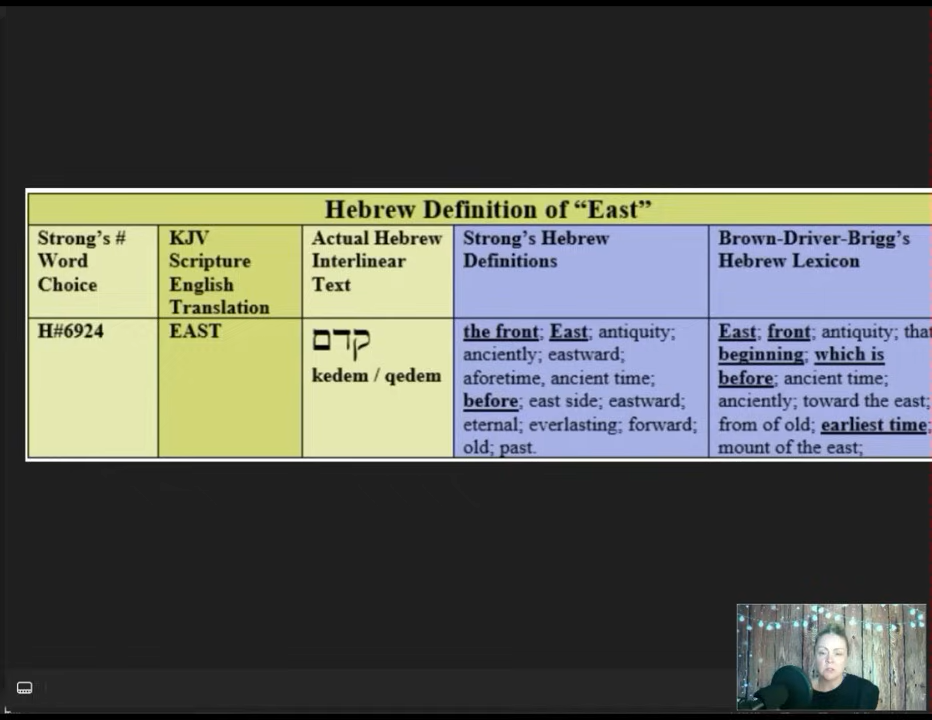 Hebrew Definition of “East”
Strong’s #
Word
Choice
KJV
Scripture
English
Translation
Actual Hebrew
Interlinear
Text
Strong’s Hebrew
Definitions
Brown-Driver-Brigg’s
Hebrew Lexicon
H#6924
EAST
קדם
kedem / qedem
the front; East; antiquity;
anciently; eastward;
aforetime, ancient time;
before; east side; eastward;
eternal; everlasting; forward;
old; past.
East; front; antiquity; that
beginning; which is
before; ancient time;
anciently; toward the east;
from of old; earliest time;
mount of the east;